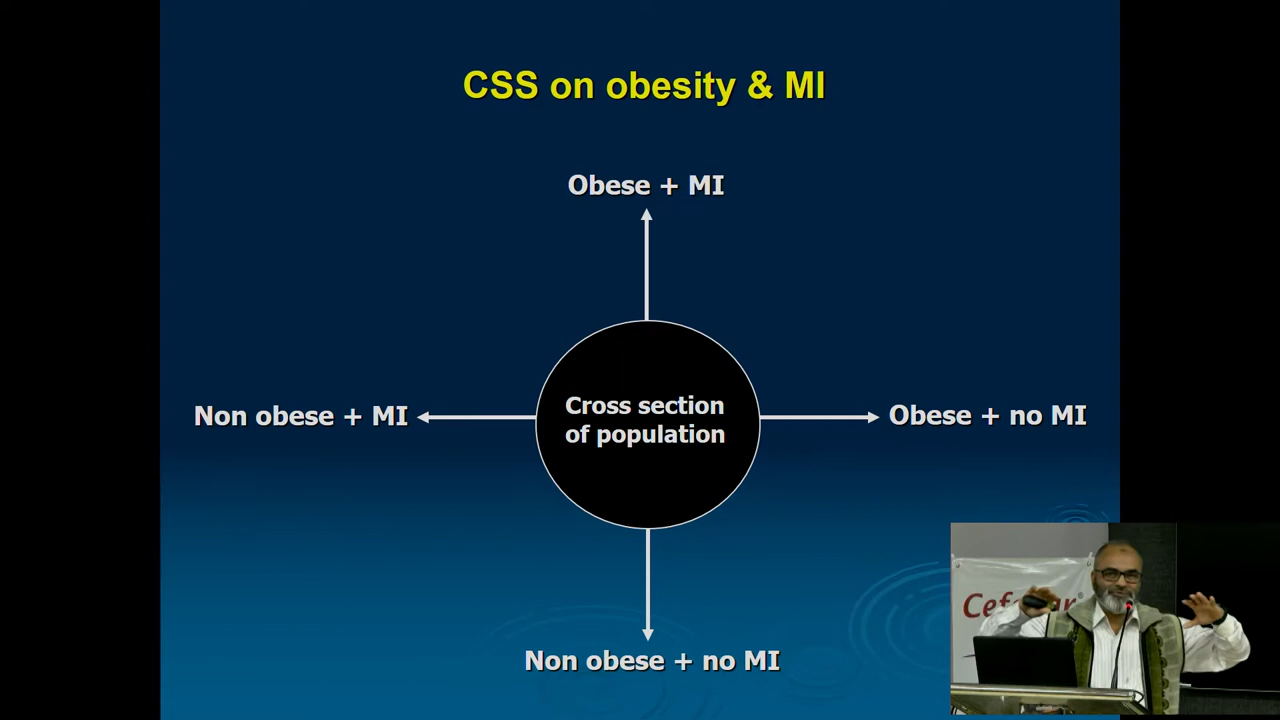 CSS on obesity & MI
Obese + MI
Non obese + MI
Cross section
of population
Obese + no MI
Non obese + no MI